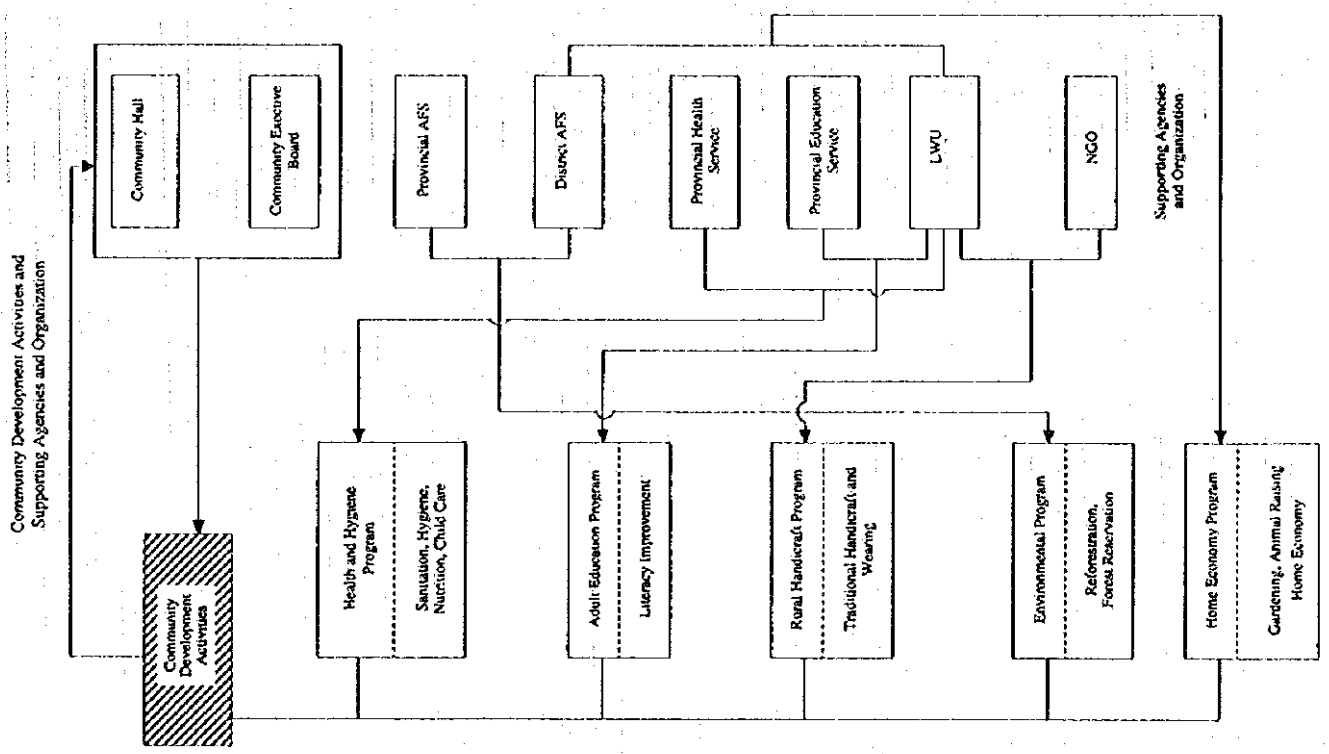 Community Development Activities and
Supporting Agencies and Organization
Community Hall
Community Exective
Board
Provincial AFS
District AFS
Provincial Health
Service
Provincial Education
Service
LWU
NGO
Supporting Agencies
and Organization
Community
Development
Activities
Health and Hygiene
Program
Sanitation, Hygiene,
Nutrition, Child Care
Adult Education Program
Literacy Improvement
Rural Handicraft Program
Traditional Handicraft and
Wearing
Environmental Program
Reforestration,
Forest Reservation
Home Economy Program
Gardening, Animal Raising
Home Economy